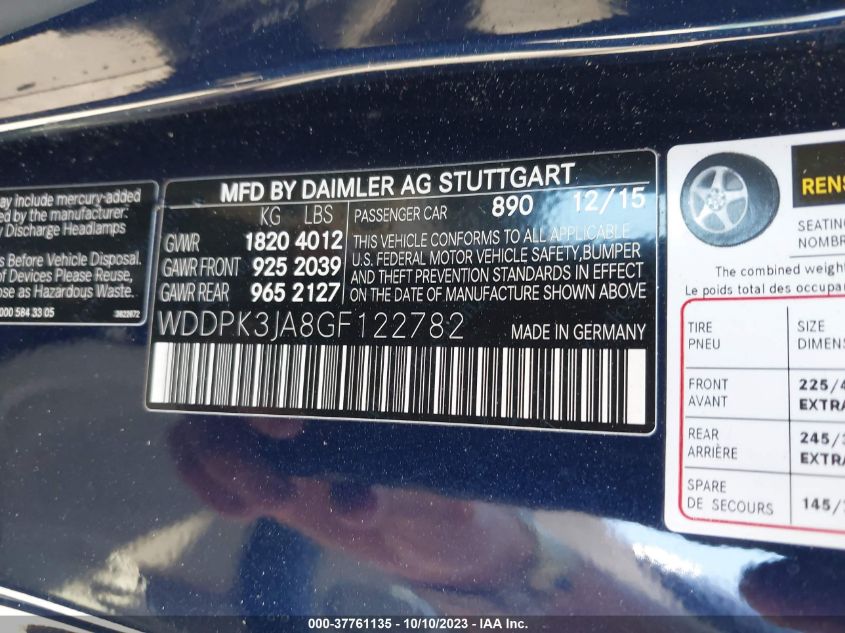 may include mercury-added
ed by the manufacturer:
y Discharge Headlamps
s Before Vehicle Disposal.
of Devices Please Reuse,
ose as Hazardous Waste.
000 584 33 05
MFD BY DAIMLER AG STUTTGART
KG LBS
PASSENGER CAR 890 12/15
GVWR 1820 4012
GAWR FRONT 925 2039
GAWR REAR 965 2127
THIS VEHICLE CONFORMS TO ALL APPLICABLE
U.S. FEDERAL MOTOR VEHICLE SAFETY,BUMPER
AND THEFT PREVENTION STANDARDS IN EFFECT
ON THE DATE OF MANUFACTURE SHOWN ABOVE
WDDPK3JA8GF122782
MADE IN GERMANY
RENS
SEATING
NOMBR
The combined weight
Le poids total des occupa
TIRE
PNEU
SIZE
DIMENS
FRONT
AVANT
225/4
EXTRA
REAR
ARRIÈRE
245/3
EXTRA
SPARE
DE SECOURS
145/
000-37761135 - 10/10/2023 - IAA Inc.